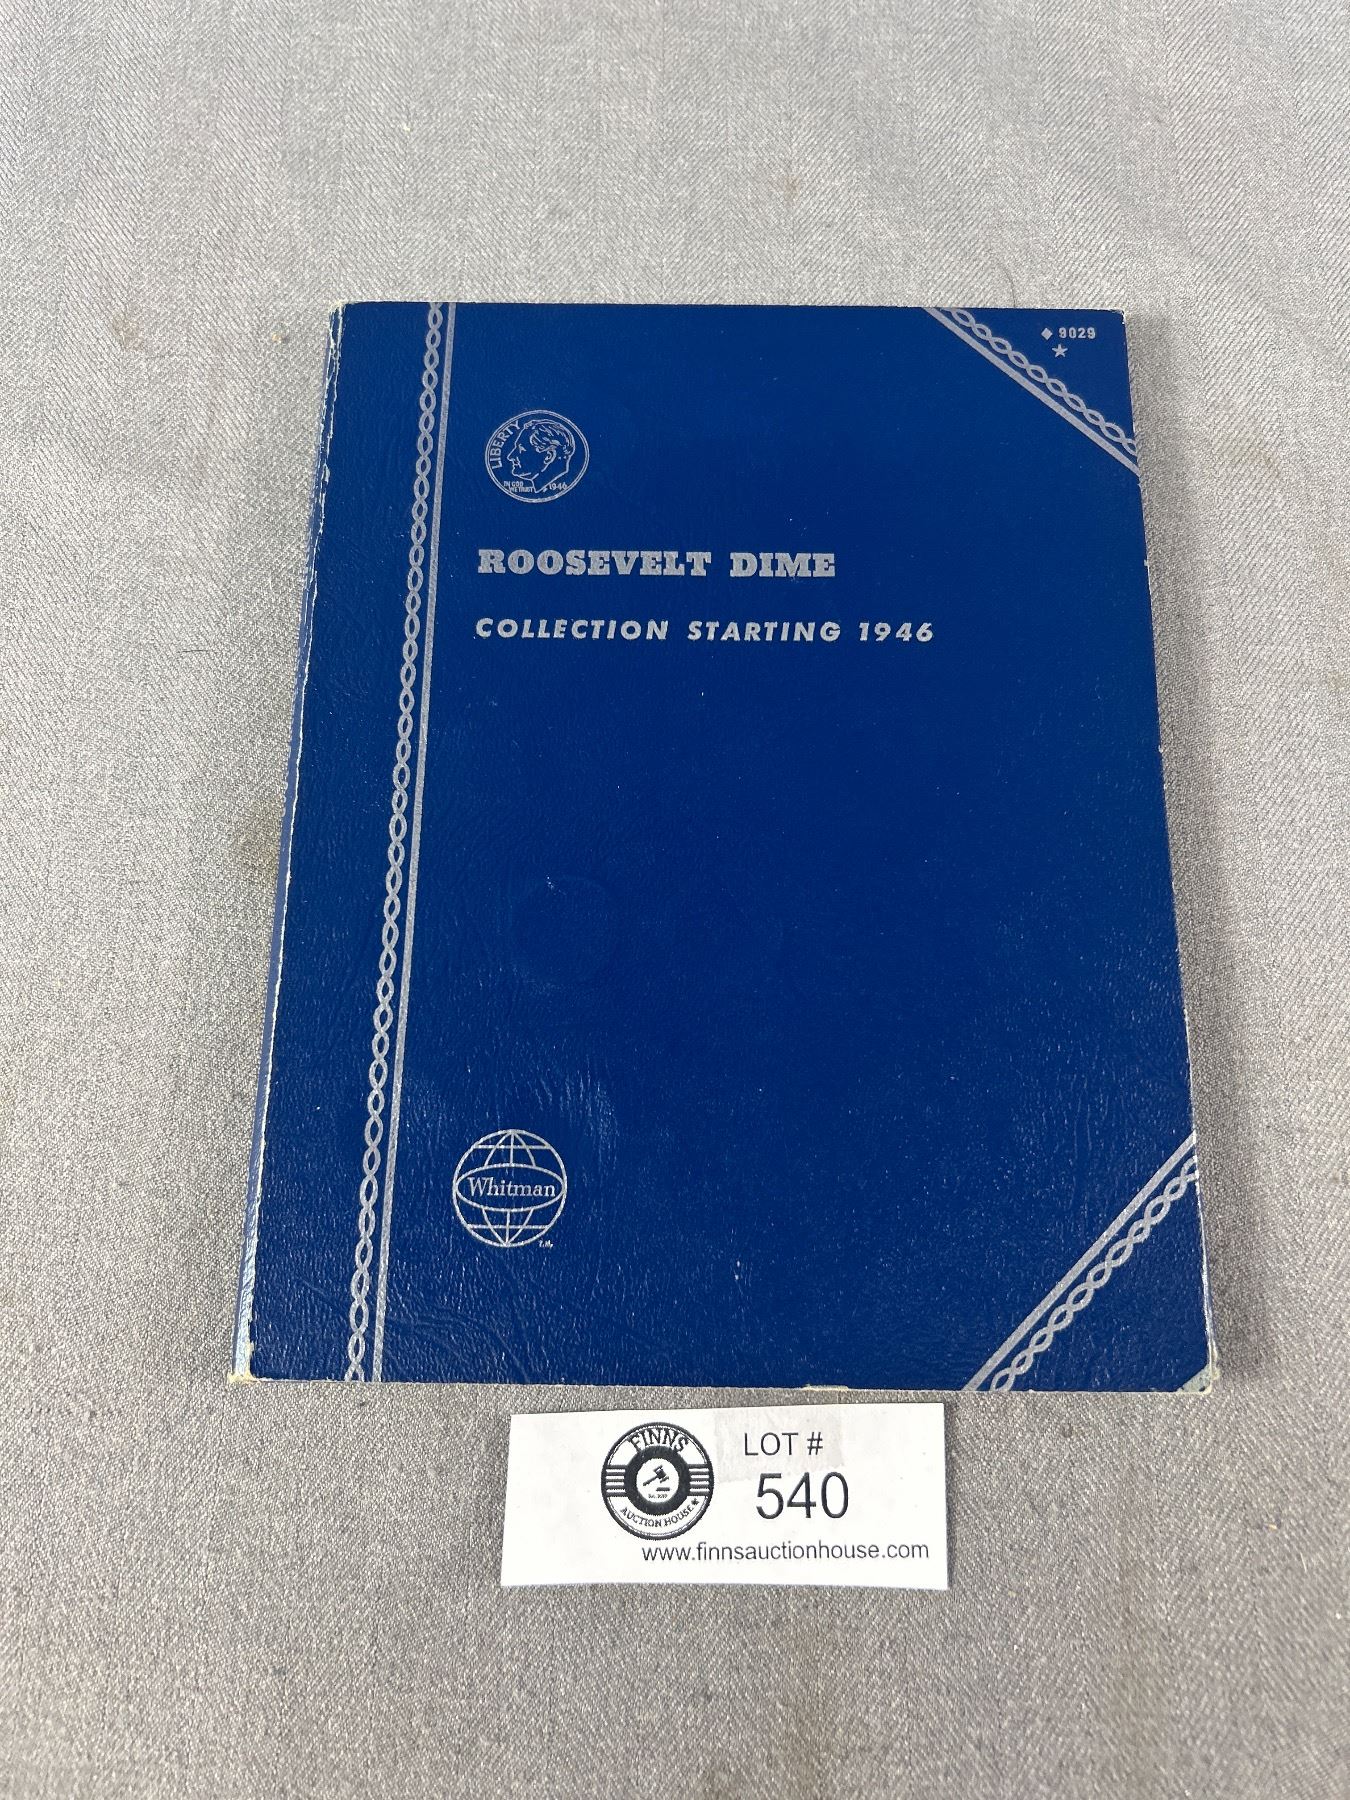 ◆ 9029
★
LIBERTY
IN GOD
WE TRUST
1946
ROOSEVELT DIME
COLLECTION STARTING 1946
Whitman
T.M.
FINNS
AUCTION HOUSE
LOT #
540
www.finnsauctionhouse.com